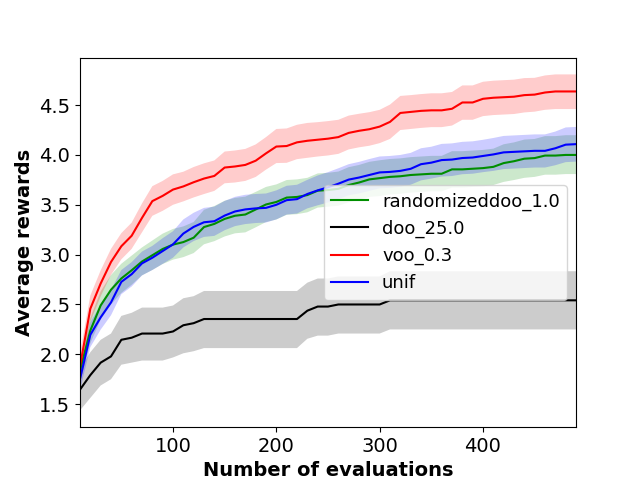 Average rewards
4.5
4.0
3.5
3.0
2.5
2.0
1.5
randomizeddoo_1.0
doo_25.0
voo_0.3
unif
100
200
300
400
Number of evaluations